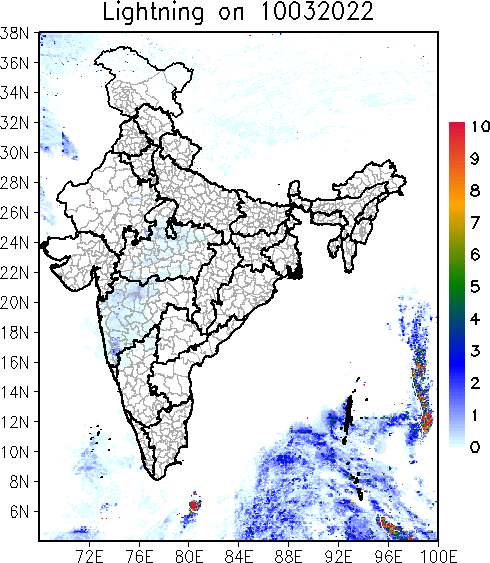 Lightning on 10032022
38N
36N
34N
32N
30N
28N
26N
24N
22N
20N
18N
16N
14N
12N
10N
8N
6N
72E 76E 80E 84E 88E 92E 96E 100E
10
9
8
7
6
5
4
3
2
1
0